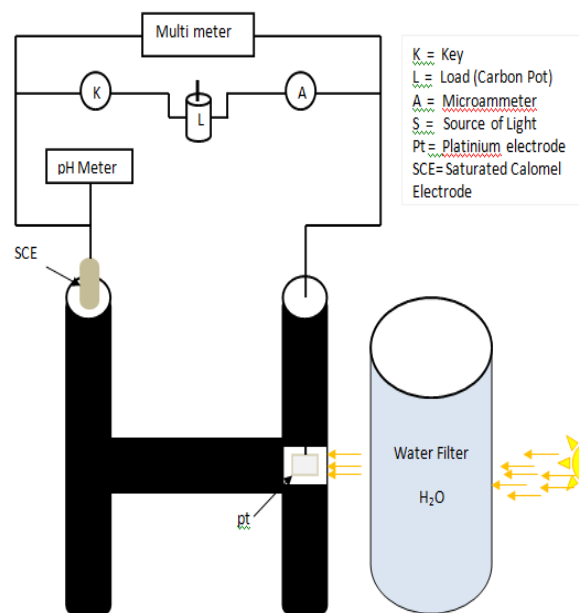 Multi meter
K = Key
L = Load (Carbon Pot)
A = Microammeter
S = Source of Light
Pt = Platinium electrode
SCE= Saturated Calomel
Electrode
K
L
A
pH Meter
SCE
Water Filter
H₂O
pt